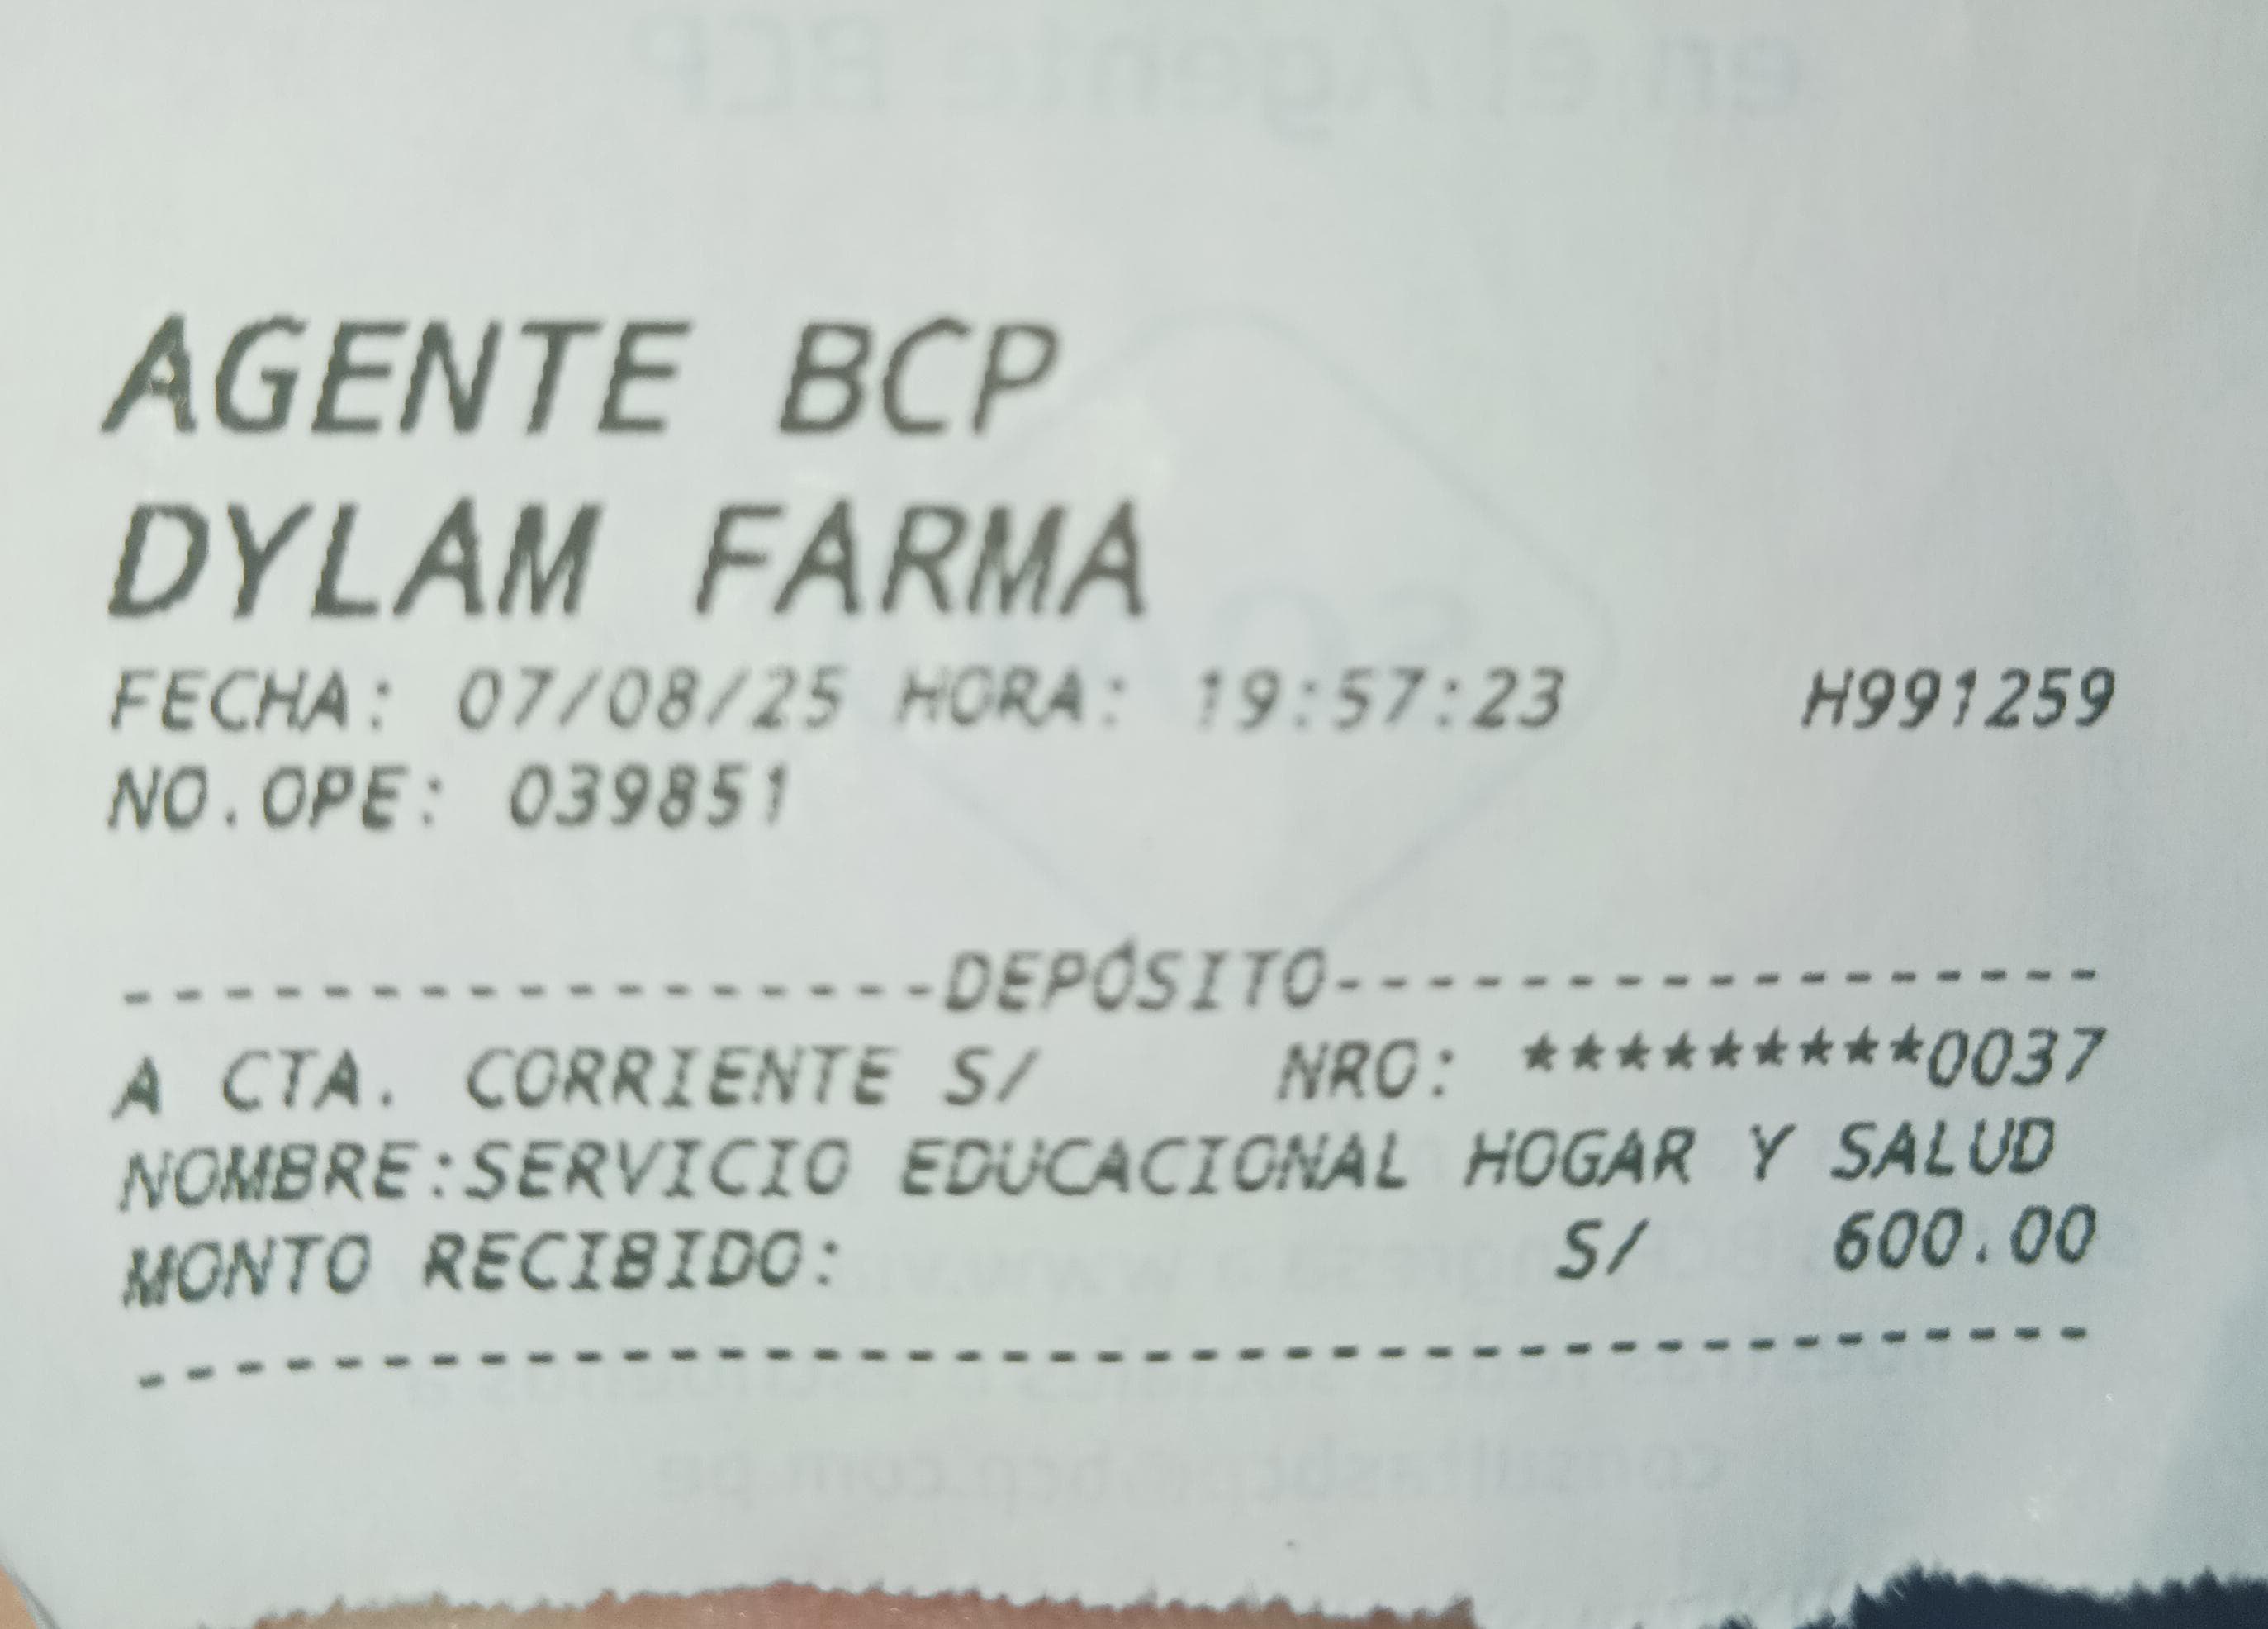 AGENTE BCP
DYLAM FARMA
FECHA: 07/08/25 HORA: 19:57:23 H991259
NO.OPE: 039851
------------------DEPÓSITO------------------
A CTA. CORRIENTE S/ NRO: *********0037
NOMBRE:SERVICIO EDUCACIONAL HOGAR Y SALUD
MONTO RECIBIDO: S/ 600.00